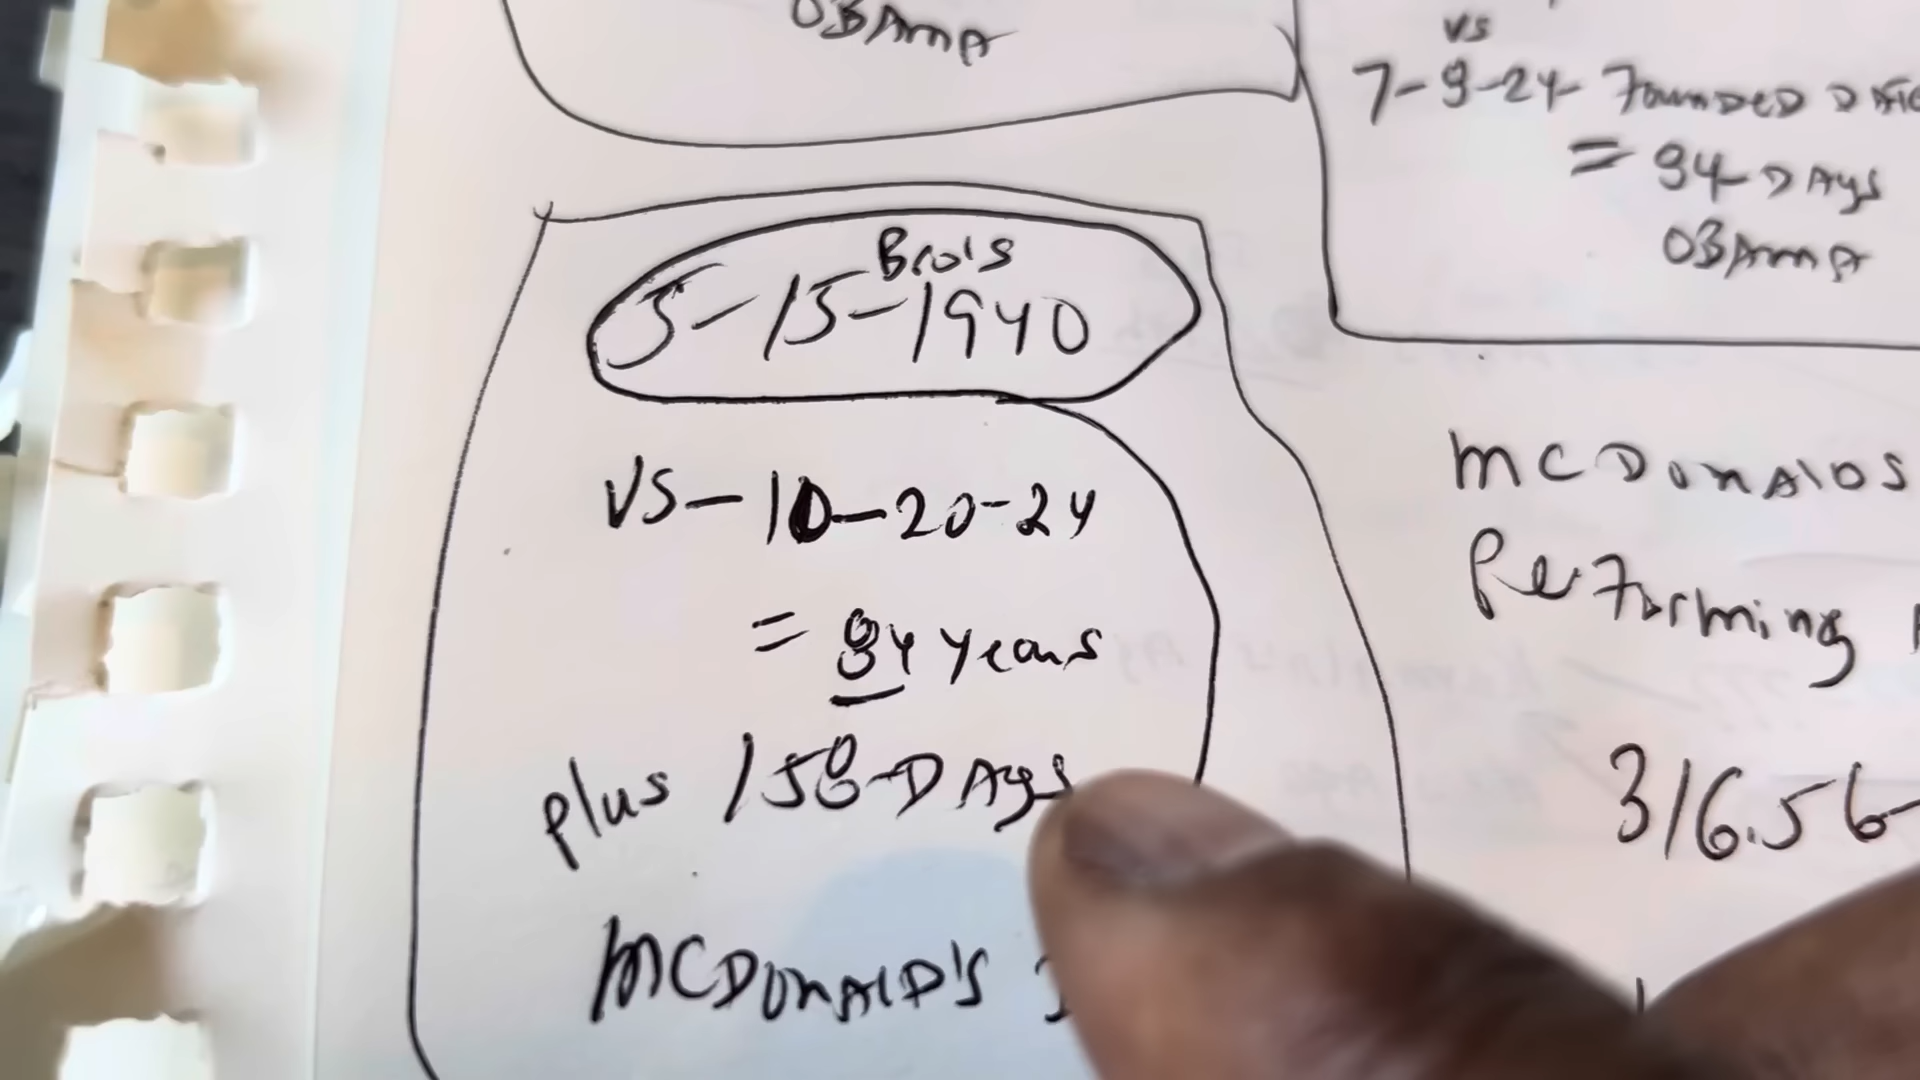 OBAMA
vs
7-9-24 Founded
= 94 DAYS
OBAMA
Bro's
5-15-1940
VS-10-20-24
= 84 years
plus 158-DAYS
MCDONALD'S
MCDONALDS
Performing
316.56